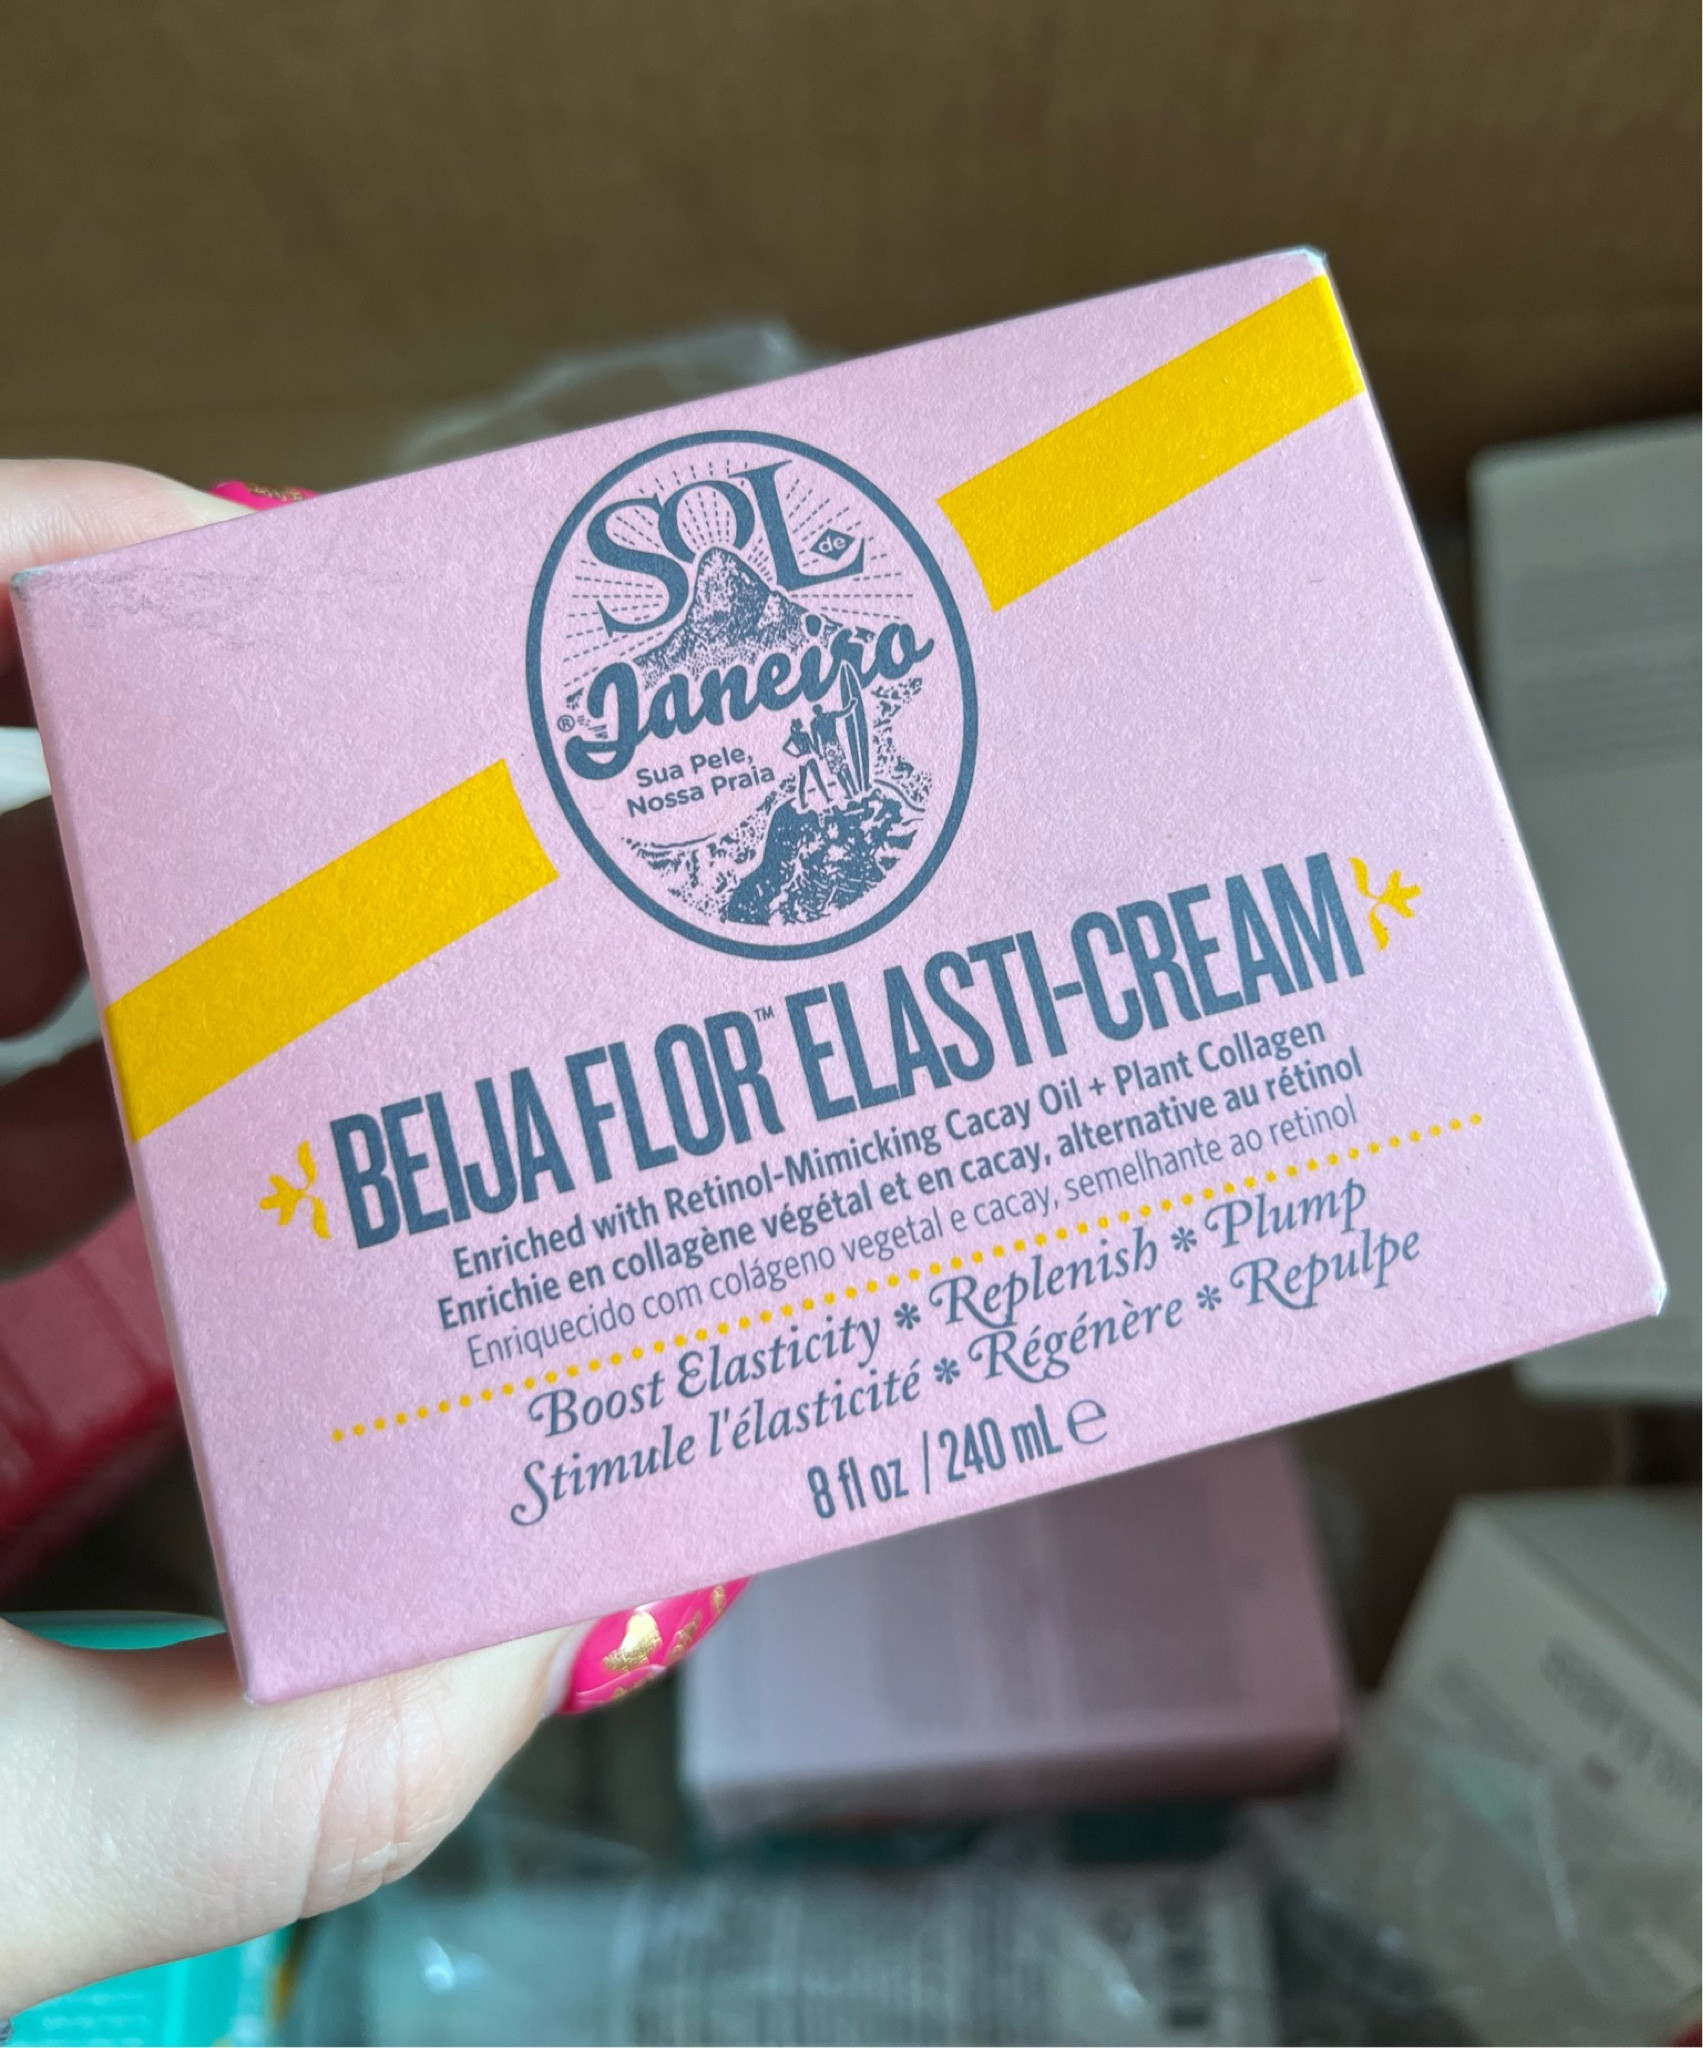 SOL
de
Janeiro
®
Sua Pele,
Nossa Praia
BEIJA FLOR™ ELASTI-CREAM
Enriched with Retinol-Mimicking Cacay Oil + Plant Collagen
Enrichie en collagène végétal et en cacay, alternative au rétinol
Enriquecido com colágeno vegetal e cacay, semelhante ao retinol
Boost Elasticity * Replenish * Plump
Stimule l'élasticité * Régénère * Repulpe
8 fl oz / 240 mL ℮